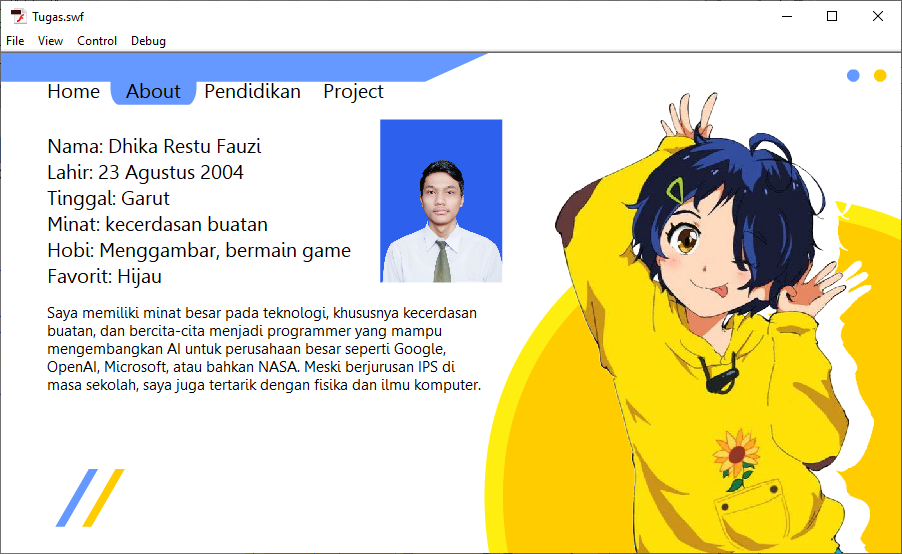 Tugas.swf
File View Control Debug
Home About Pendidikan Project
Nama: Dhika Restu Fauzi
Lahir: 23 Agustus 2004
Tinggal: Garut
Minat: kecerdasan buatan
Hobi: Menggambar, bermain game
Favorit: Hijau
Saya memiliki minat besar pada teknologi, khususnya kecerdasan
buatan, dan bercita-cita menjadi programmer yang mampu
mengembangkan AI untuk perusahaan besar seperti Google,
OpenAI, Microsoft, atau bahkan NASA. Meski berjurusan IPS di
masa sekolah, saya juga tertarik dengan fisika dan ilmu komputer.